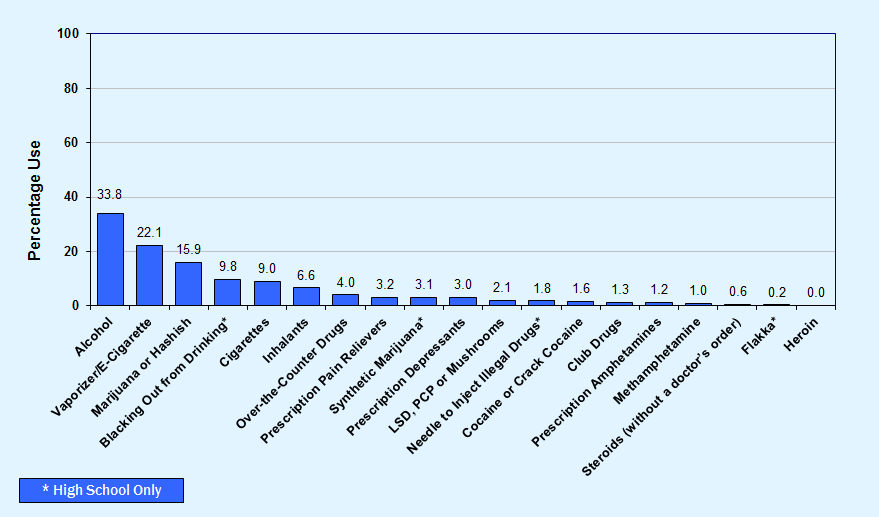 100
80
60
40
20
0
Percentage Use
33.8
22.1
15.9
9.8
9.0
6.6
4.0
3.2
3.1
3.0
2.1
1.8
1.6
1.3
1.2
1.0
0.6
0.2
0.0
Alcohol
Vaporizer/E-Cigarette
Marijuana or Hashish
Blacking Out from Drinking*
Cigarettes
Inhalants
Over-the-Counter Drugs
Prescription Pain Relievers
Synthetic Marijuana*
Prescription Depressants
LSD, PCP or Mushrooms
Needle to Inject Illegal Drugs*
Cocaine or Crack Cocaine
Club Drugs
Prescription Amphetamines
Methamphetamine
Steroids (without a doctor's order)
Flakka*
Heroin
* High School Only